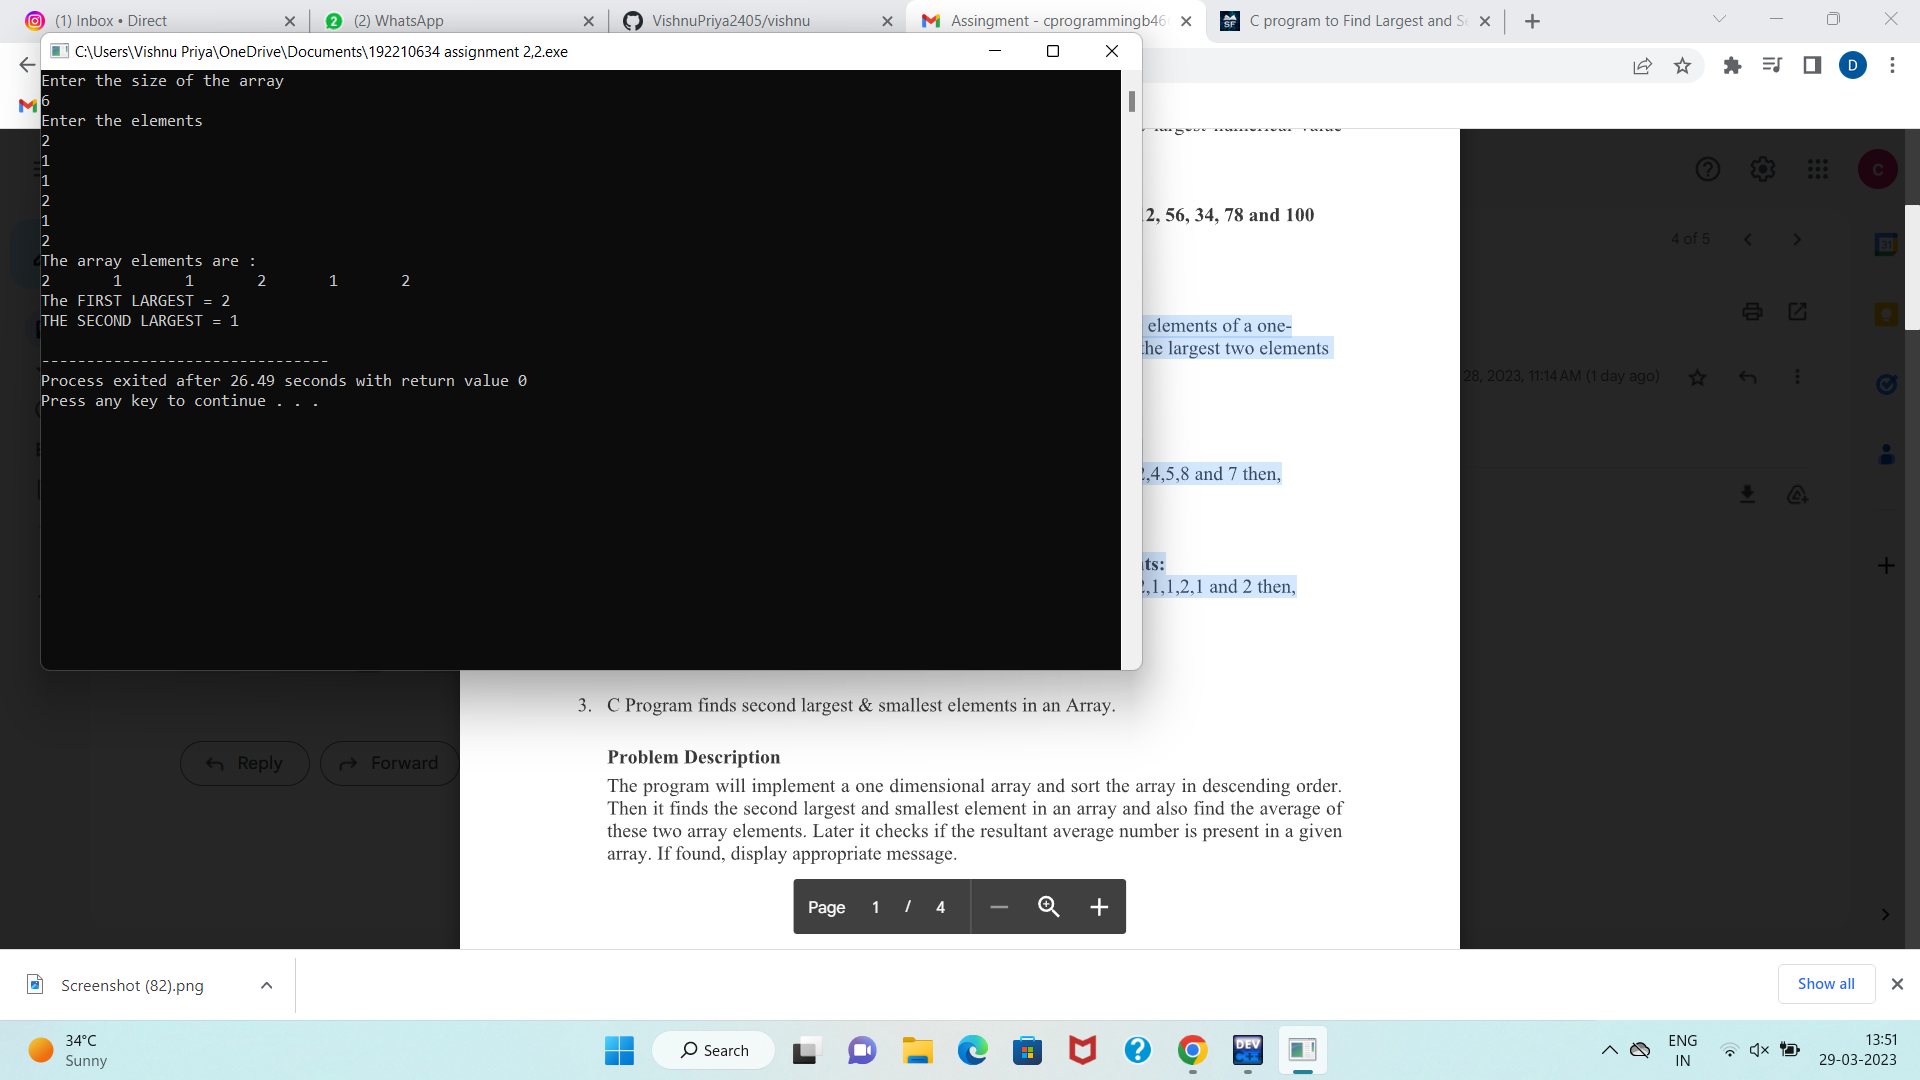 (1) Inbox • Direct
(2) WhatsApp
VishnuPriya2405/vishnu
Assingment - cprogrammingb46
C program to Find Largest and Se
C:\Users\Vishnu Priya\OneDrive\Documents\192210634 assignment 2,2.exe
D
Enter the size of the array
6
Enter the elements
2
1
1
2
1
2
The array elements are :
2 1 1 2 1 2
The FIRST LARGEST = 2
THE SECOND LARGEST = 1
--------------------------------
Process exited after 26.49 seconds with return value 0
Press any key to continue . . .
largest numerical value
C
2, 56, 34, 78 and 100
4 of 5
31
elements of a one-
the largest two elements
28, 2023, 11:14 AM (1 day ago)
2,4,5,8 and 7 then,
ts:
2,1,1,2,1 and 2 then,
3. C Program finds second largest & smallest elements in an Array.
Problem Description
The program will implement a one dimensional array and sort the array in descending order.
Then it finds the second largest and smallest element in an array and also find the average of
these two array elements. Later it checks if the resultant average number is present in a given
array. If found, display appropriate message.
Reply
Forward
Page 1 / 4
Screenshot (82).png
Show all
34°C
Sunny
Search
DEV
C++
ENG
IN
13:51
29-03-2023